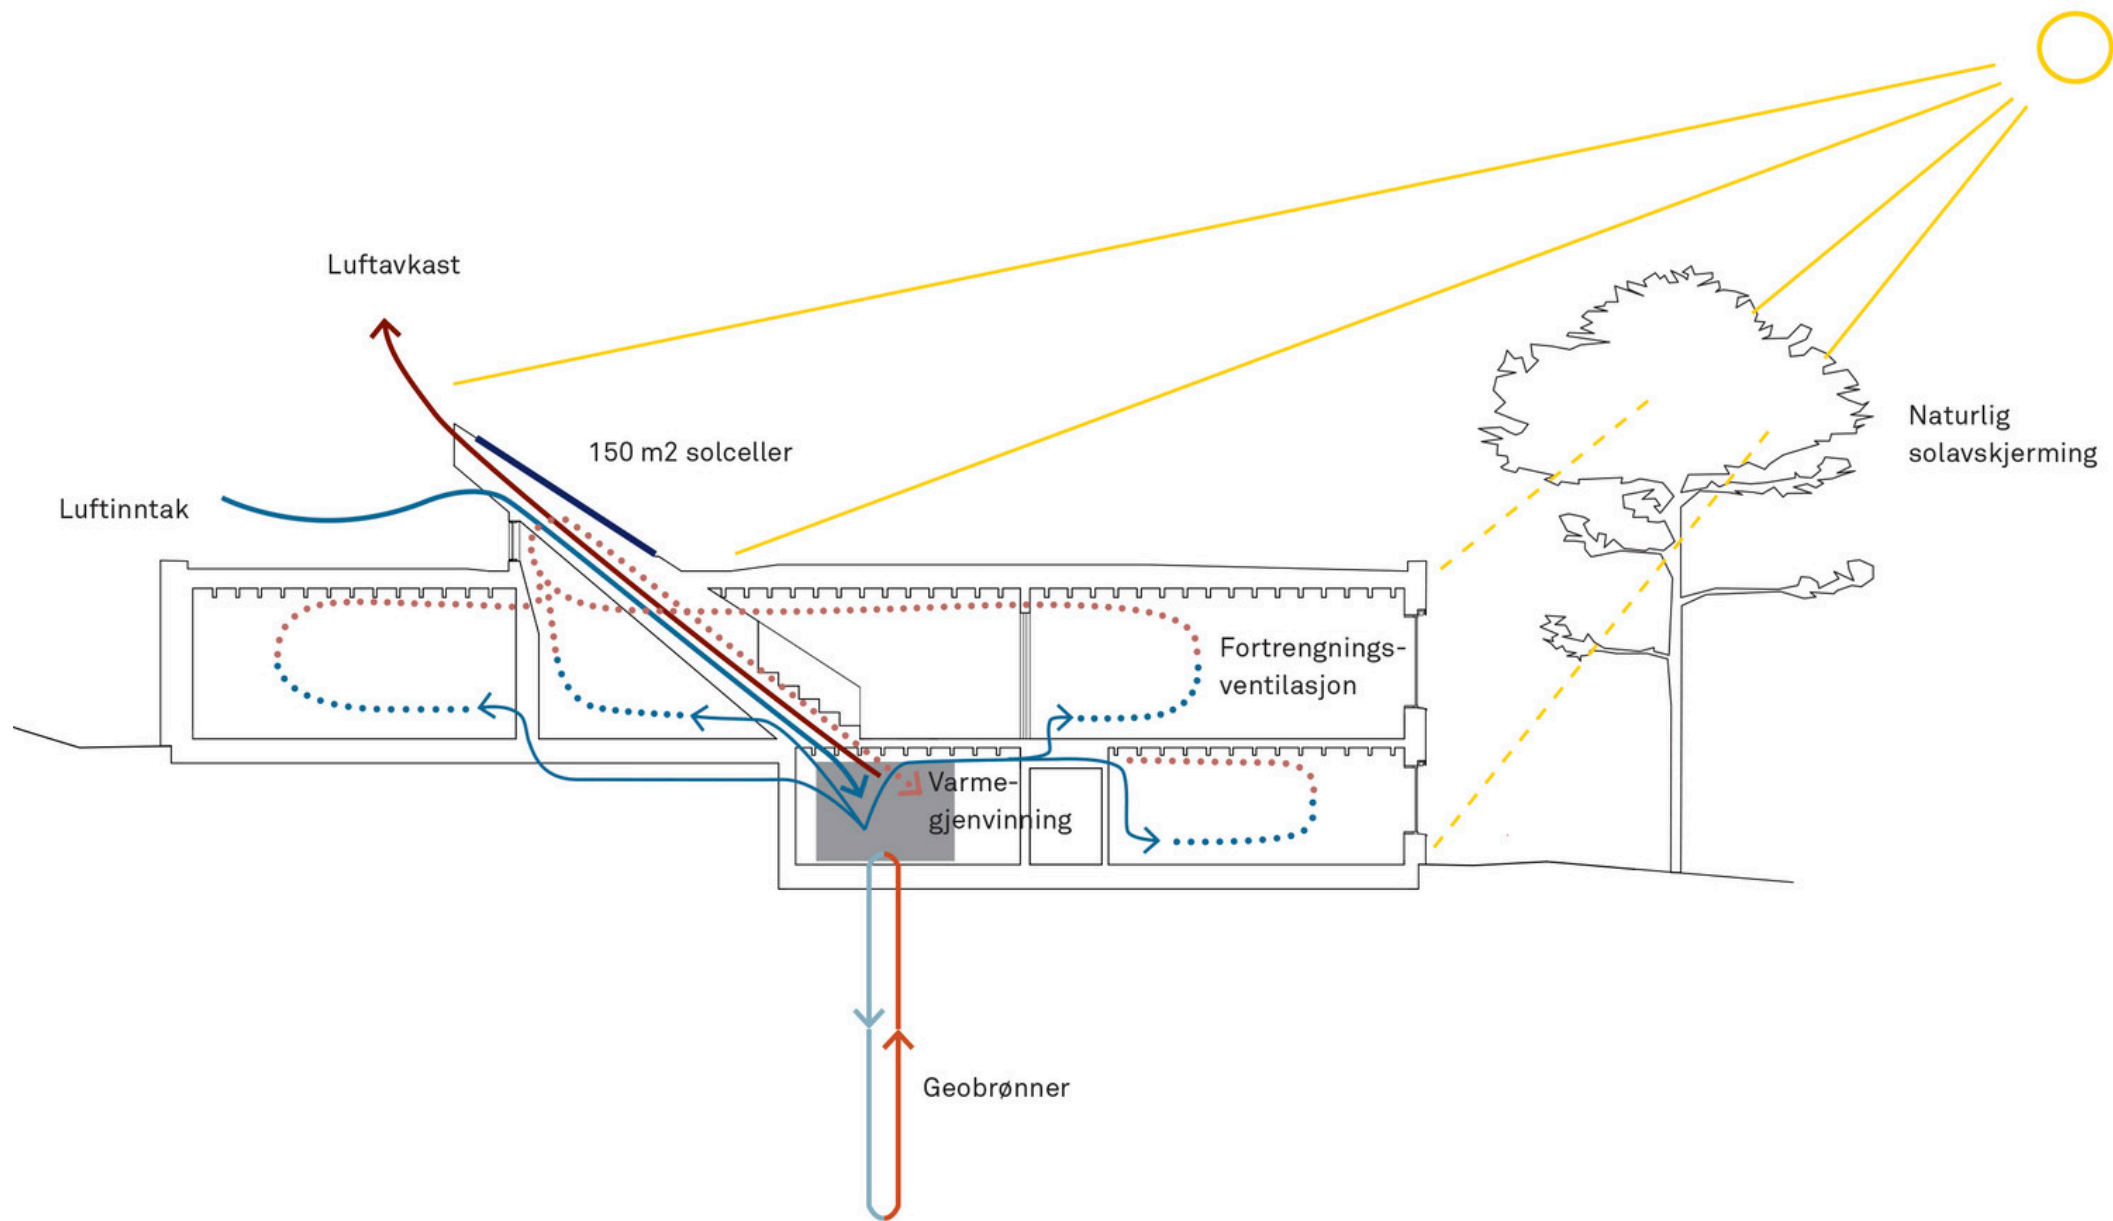 Luftavkast
150 m2 solceller
Luftinntak
Naturlig
solavskjerming
Fortrengnings-
ventilasjon
Varme-
gjenvinning
Geobrønner